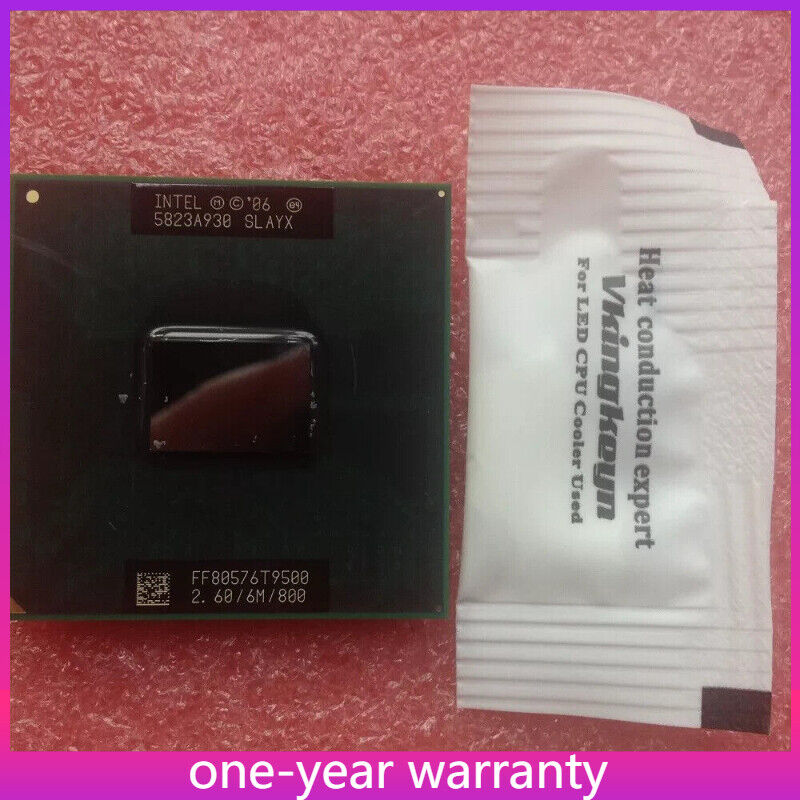 INTEL Ⓜ ©'06 e4
5823A930 SLAYX
FF80576T9500
2.60/6M/800
Heat conduction expert
Vkingkeyn
For LED CPU Cooler Used
one-year warranty